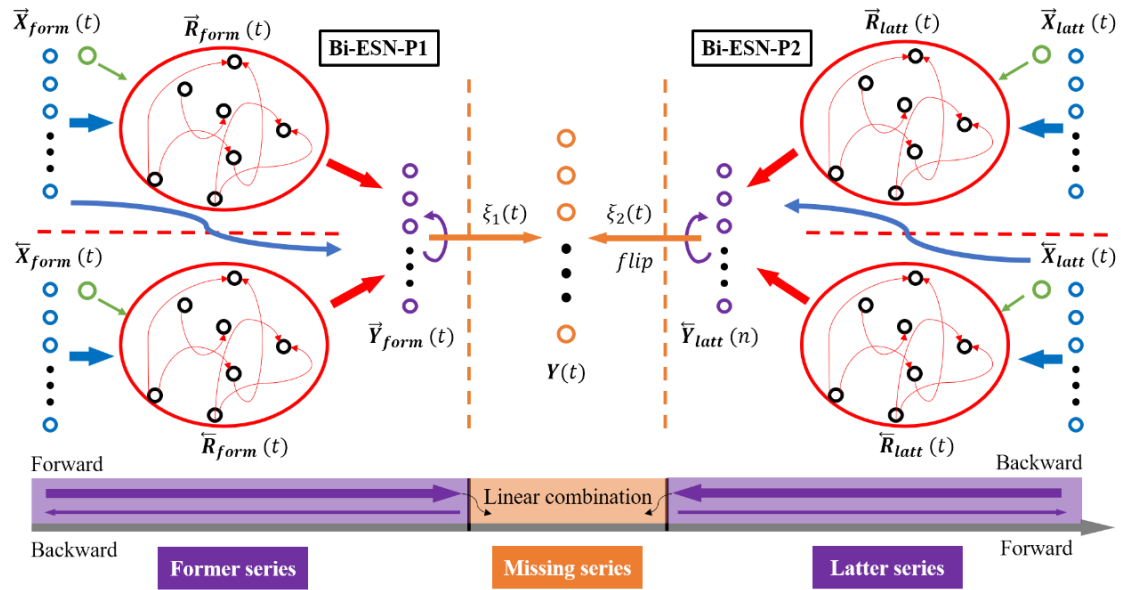 X⃗_form (t)
R⃗_form (t)
Bi-ESN-P1
Bi-ESN-P2
R⃗_latt (t)
X⃗_latt (t)
ξ₁(t)
ξ₂(t)
flip
X⃖_form (t)
X⃖_latt (t)
Y⃗_form (t)
Y(t)
Y⃖_latt (n)
R⃖_form (t)
R⃖_latt (t)
Forward
Backward
Linear combination
Backward
Forward
Former series
Missing series
Latter series